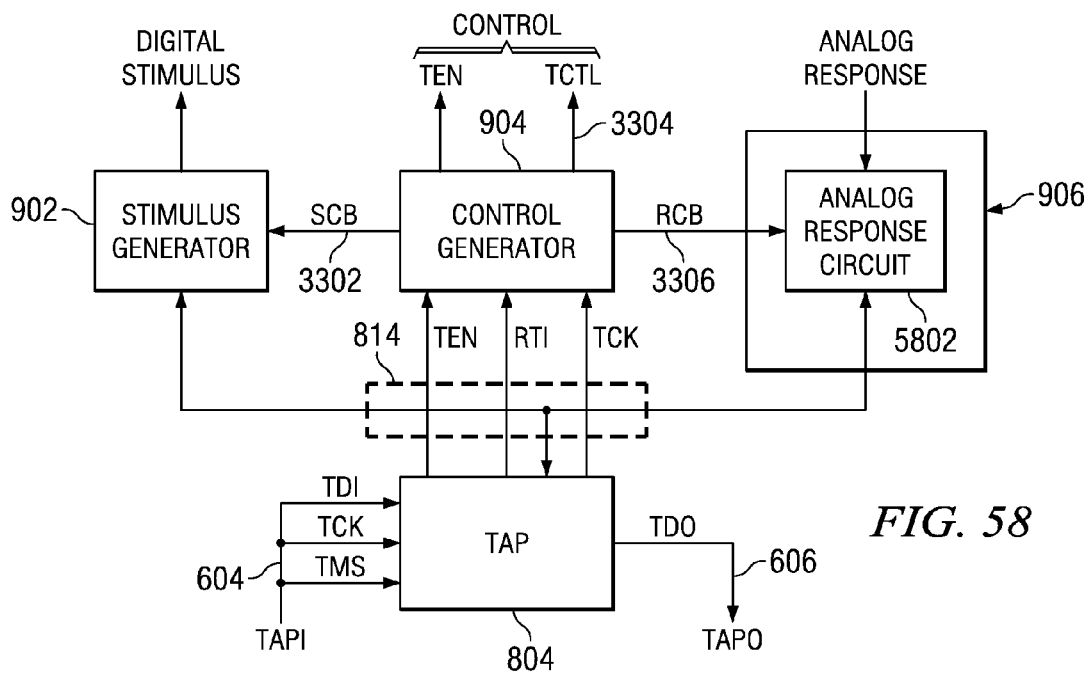 CONTROL
DIGITAL
STIMULUS
TEN
TCTL
ANALOG
RESPONSE
904
3304
902
STIMULUS
GENERATOR
SCB
3302
CONTROL
GENERATOR
RCB
3306
ANALOG
RESPONSE
CIRCUIT
906
5802
814
TEN
RTI
TCK
TDI
TCK
TMS
604
TAPI
TAP
804
TDO
606
TAPO
FIG. 58